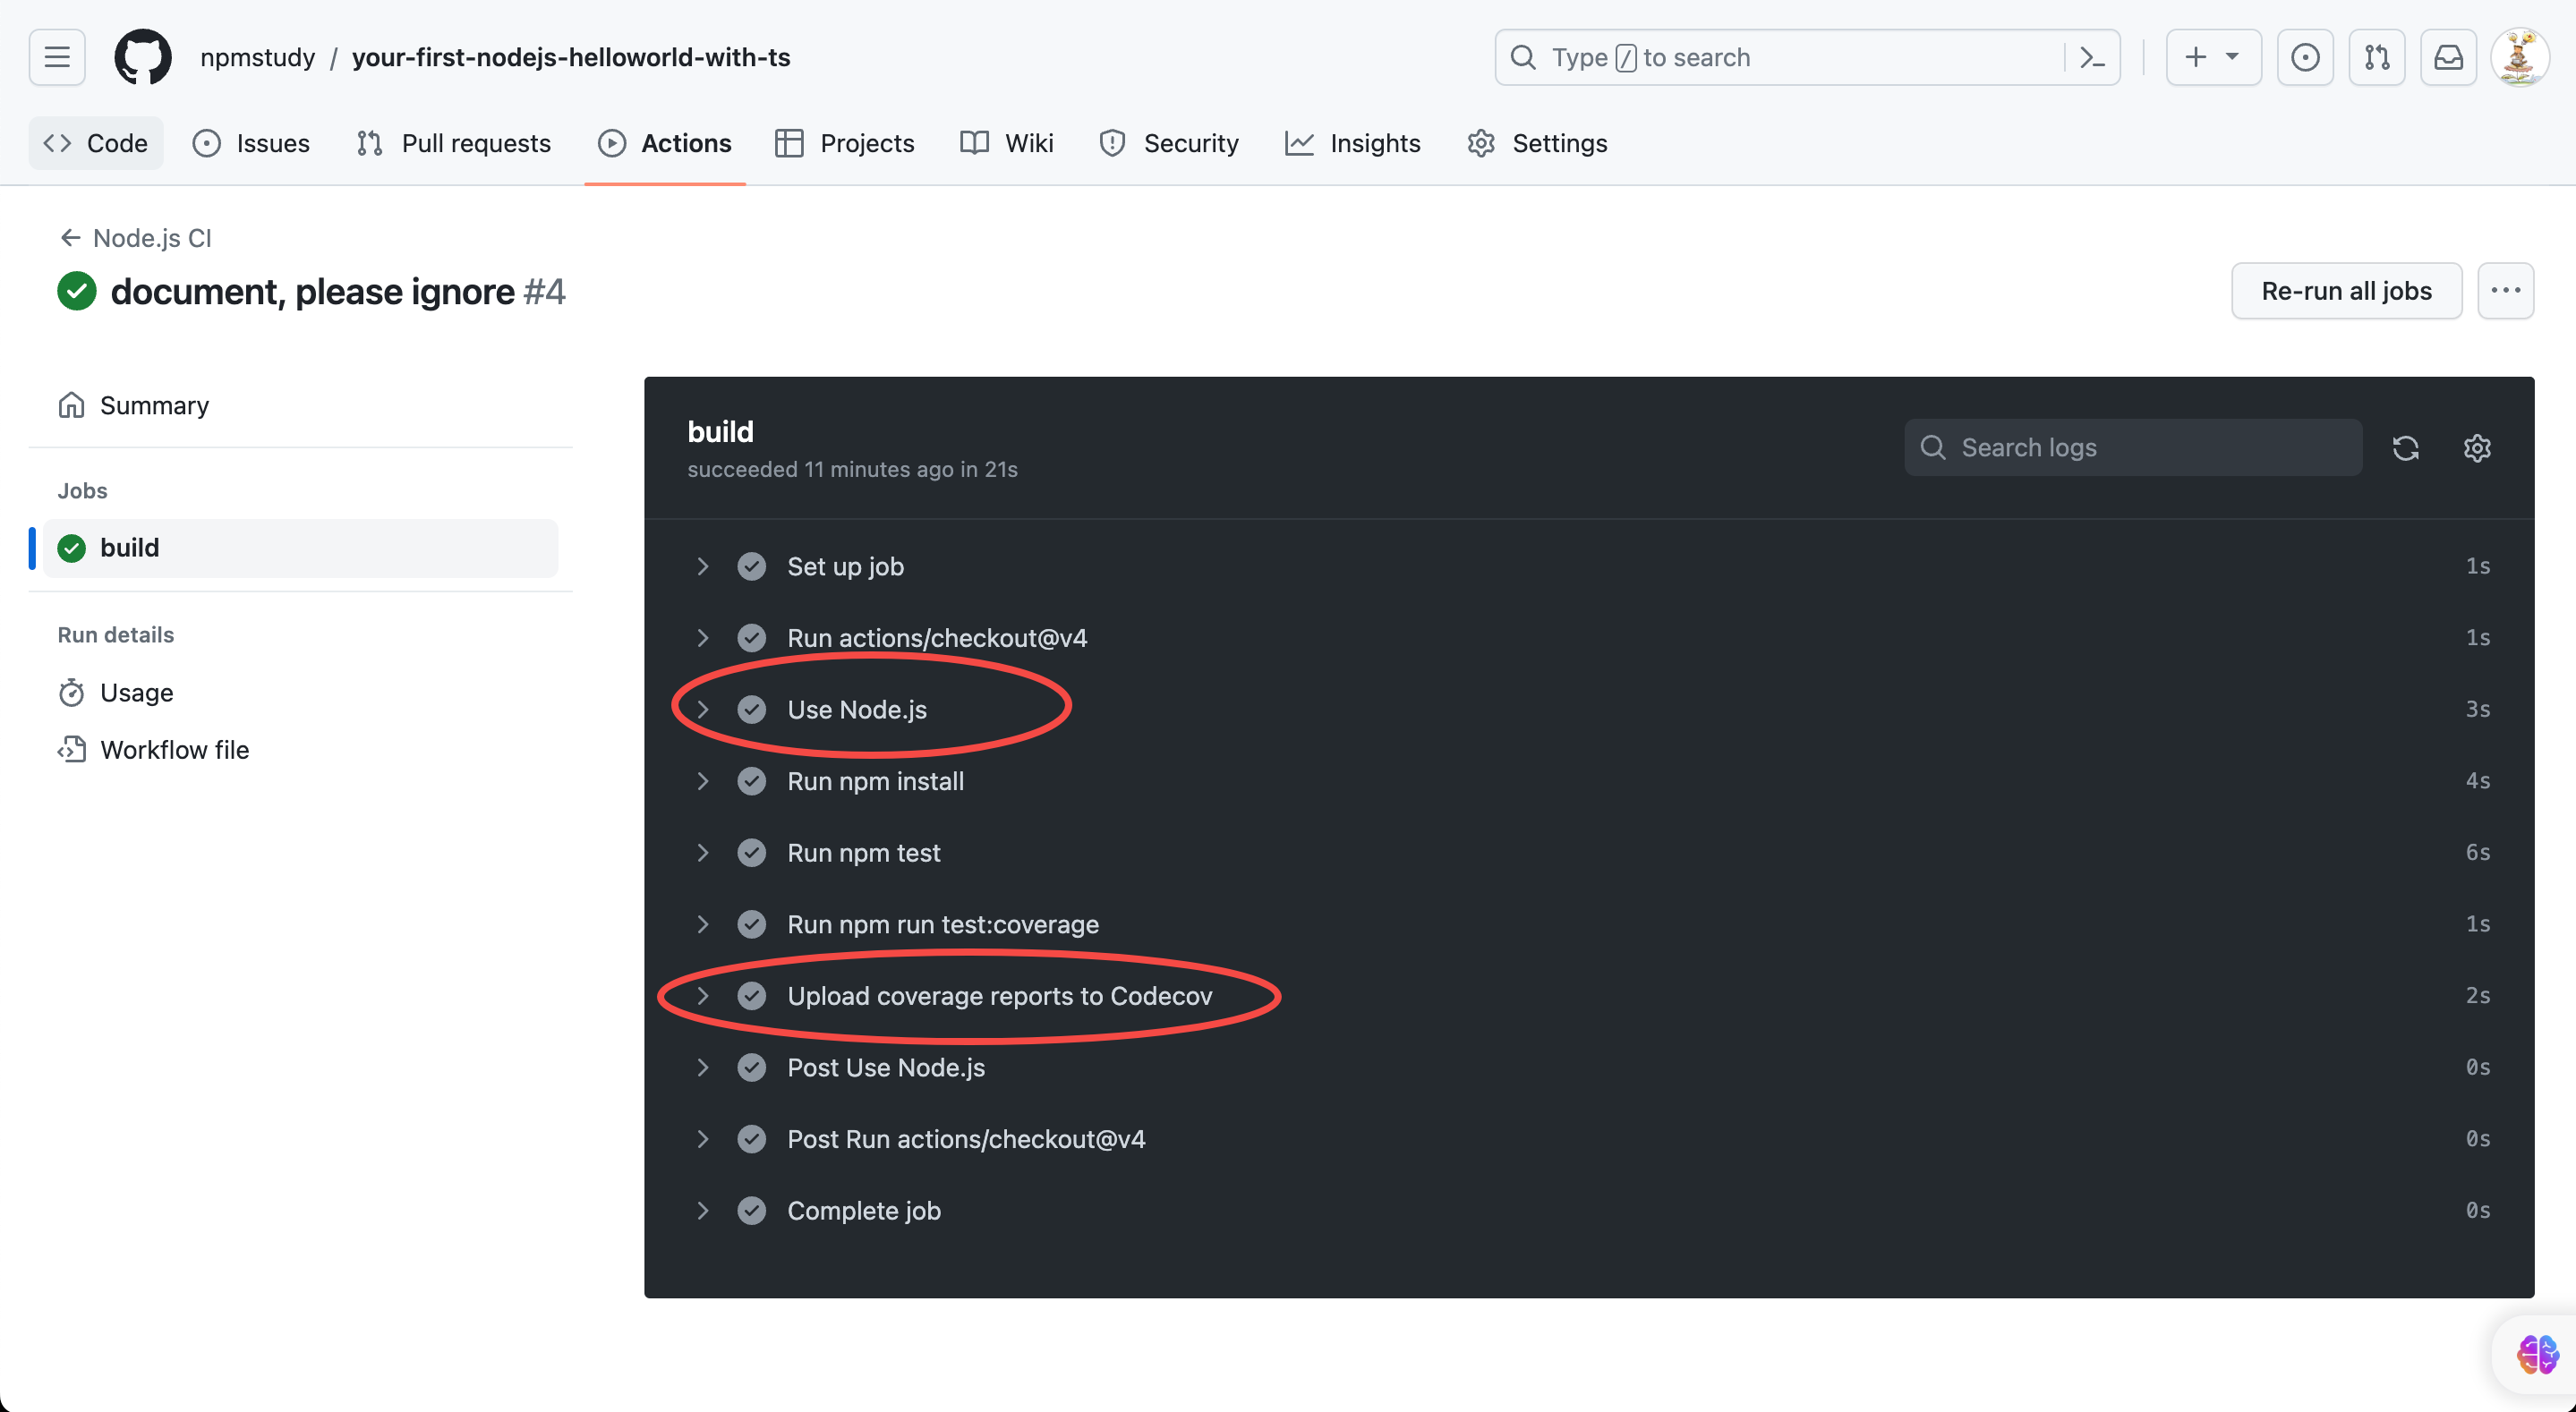 npmstudy / your-first-nodejs-helloworld-with-ts
Type / to search
Code Issues Pull requests Actions Projects Wiki Security Insights Settings
Node.js CI
document, please ignore #4
Re-run all jobs
Summary
Jobs
build
Run details
Usage
Workflow file
build
succeeded 11 minutes ago in 21s
Search logs
Set up job 1s
Run actions/checkout@v4 1s
Use Node.js 3s
Run npm install 4s
Run npm test 6s
Run npm run test:coverage 1s
Upload coverage reports to Codecov 2s
Post Use Node.js 0s
Post Run actions/checkout@v4 0s
Complete job 0s